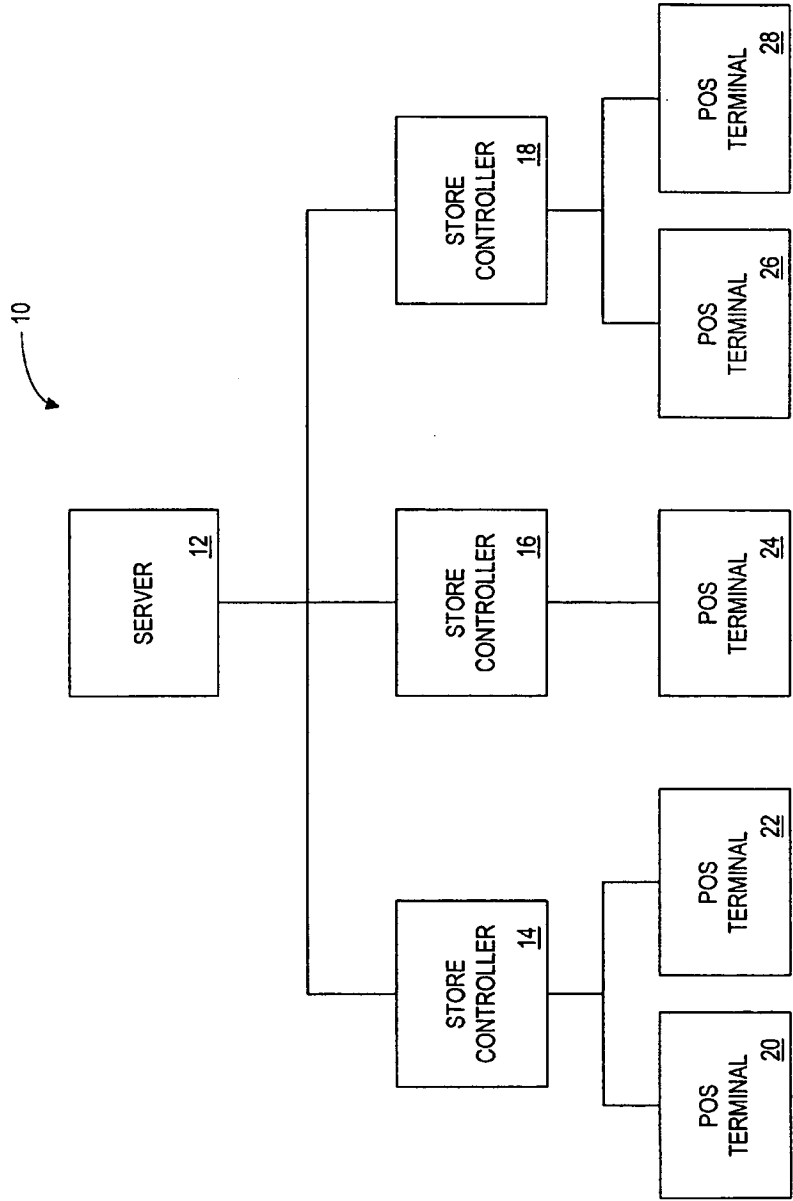 10
SERVER
12
STORE
CONTROLLER
14
STORE
CONTROLLER
16
STORE
CONTROLLER
18
POS
TERMINAL
20
POS
TERMINAL
22
POS
TERMINAL
24
POS
TERMINAL
26
POS
TERMINAL
28